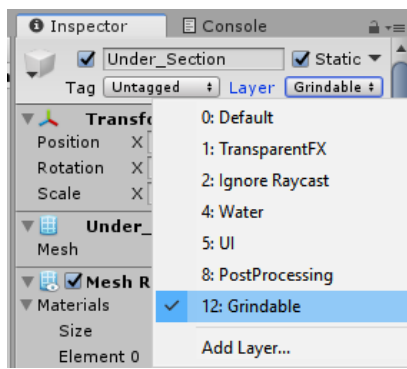 Inspector Console
Under_Section Static
Tag Untagged Layer Grindable
Transfo
Position X
Rotation X
Scale X
Under_
Mesh
Mesh R
Materials
Size
Element 0
0: Default
1: TransparentFX
2: Ignore Raycast
4: Water
5: UI
8: PostProcessing
12: Grindable
Add Layer...